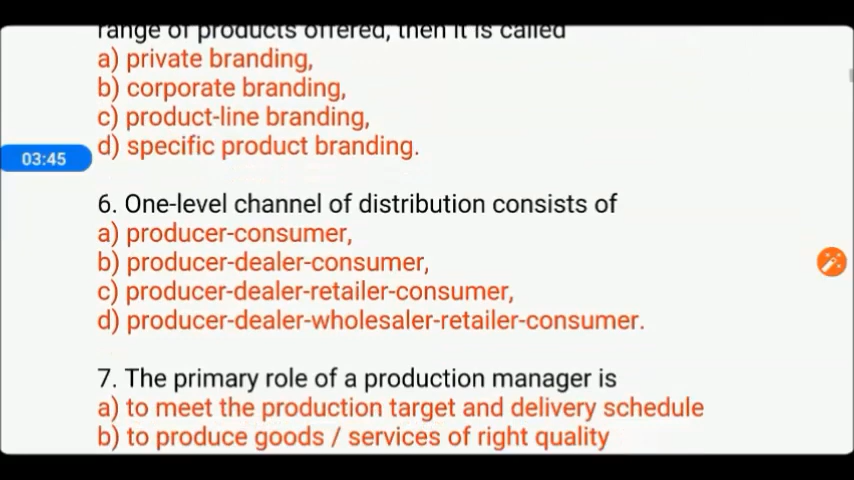 range of products offered, then it is called
a) private branding,
b) corporate branding,
c) product-line branding,
d) specific product branding.
03:45
6. One-level channel of distribution consists of
a) producer-consumer,
b) producer-dealer-consumer,
c) producer-dealer-retailer-consumer,
d) producer-dealer-wholesaler-retailer-consumer.
7. The primary role of a production manager is
a) to meet the production target and delivery schedule
b) to produce goods / services of right quality